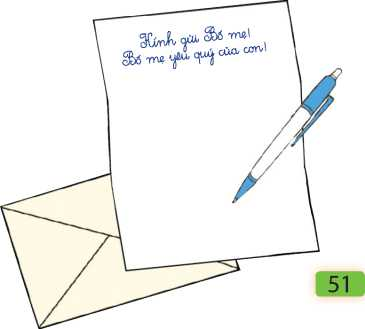 Kính gửi Bố mẹ!
Bố mẹ yêu quý của con!
51